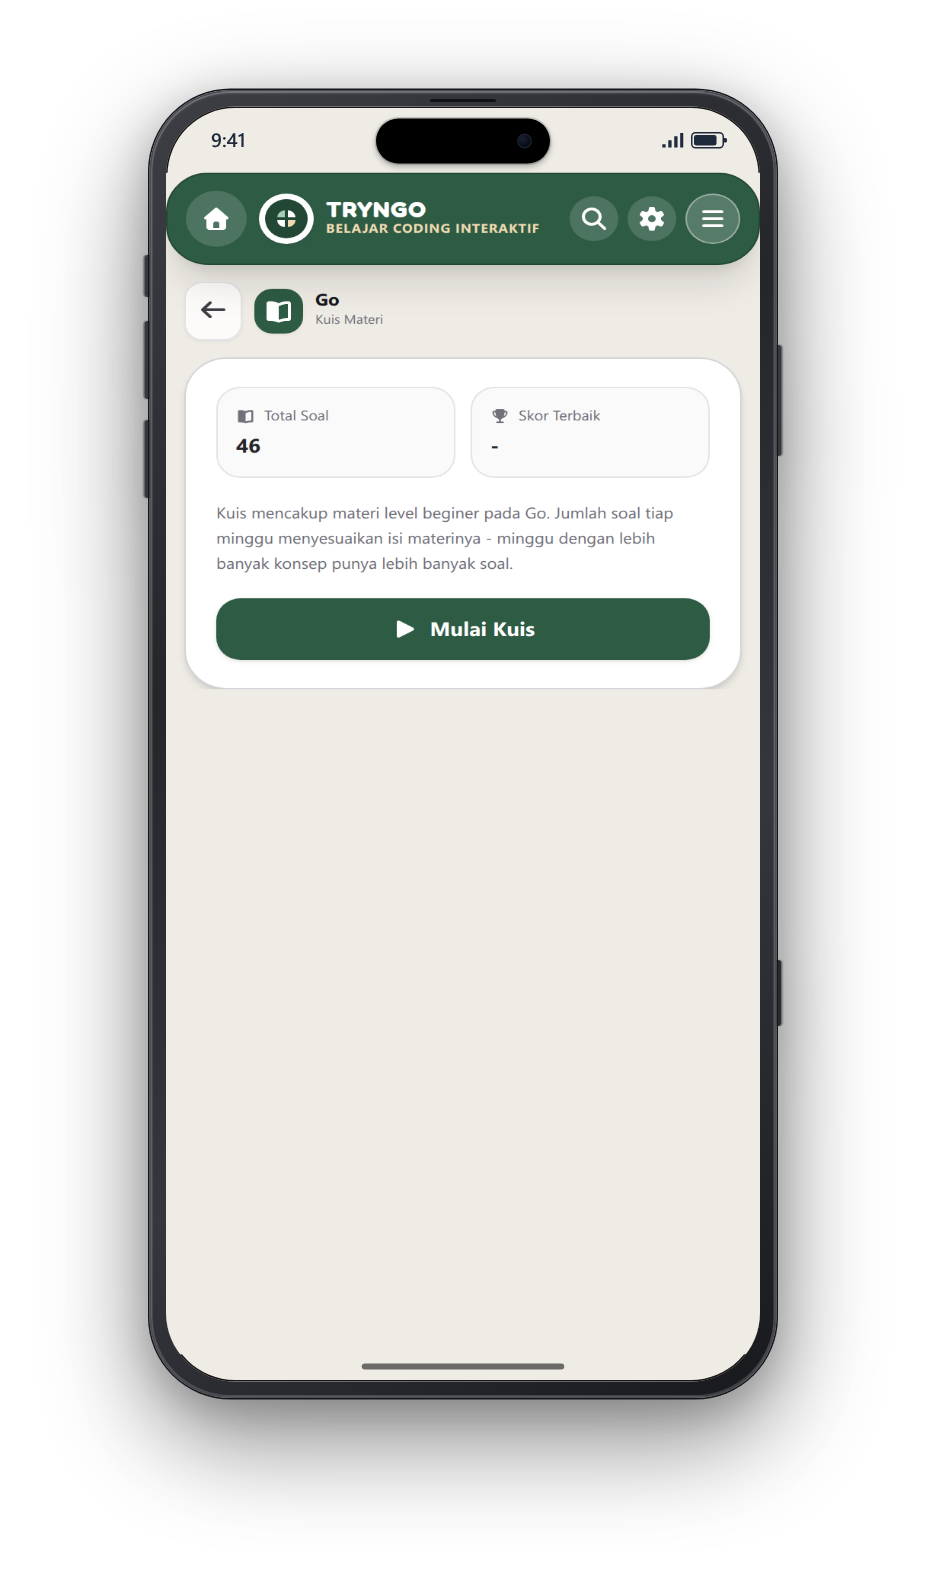 9:41
TRYNGO
BELAJAR CODING INTERAKTIF
Go
Kuis Materi
Total Soal
46
Skor Terbaik
-
Kuis mencakup materi level beginer pada Go. Jumlah soal tiap
minggu menyesuaikan isi materinya - minggu dengan lebih
banyak konsep punya lebih banyak soal.
Mulai Kuis